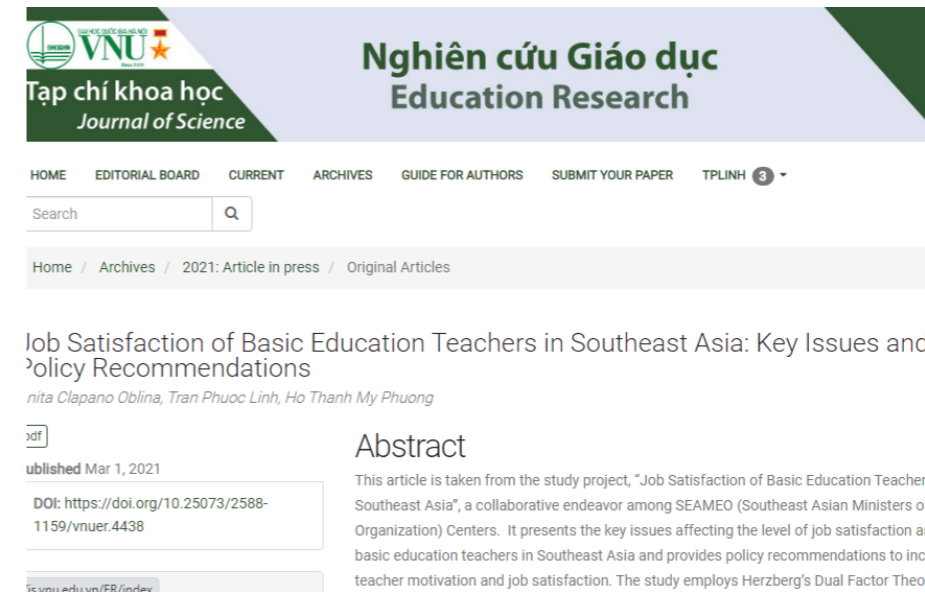 VNU
Tạp chí khoa học
Journal of Science
Nghiên cứu Giáo dục
Education Research
HOME EDITORIAL BOARD CURRENT ARCHIVES GUIDE FOR AUTHORS SUBMIT YOUR PAPER TPLINH 3
Search
Home / Archives / 2021: Article in press / Original Articles
Job Satisfaction of Basic Education Teachers in Southeast Asia: Key Issues and
Policy Recommendations
nita Clapano Oblina, Tran Phuoc Linh, Ho Thanh My Phuong
pdf
ublished Mar 1, 2021
DOI: https://doi.org/10.25073/2588-
1159/vnuer.4438
js.vnu.edu.vn/ER/index
Abstract
This article is taken from the study project, “Job Satisfaction of Basic Education Teacher
Southeast Asia”, a collaborative endeavor among SEAMEO (Southeast Asian Ministers o
Organization) Centers. It presents the key issues affecting the level of job satisfaction a
basic education teachers in Southeast Asia and provides policy recommendations to inc
teacher motivation and job satisfaction. The study employs Herzberg’s Dual Factor Theo